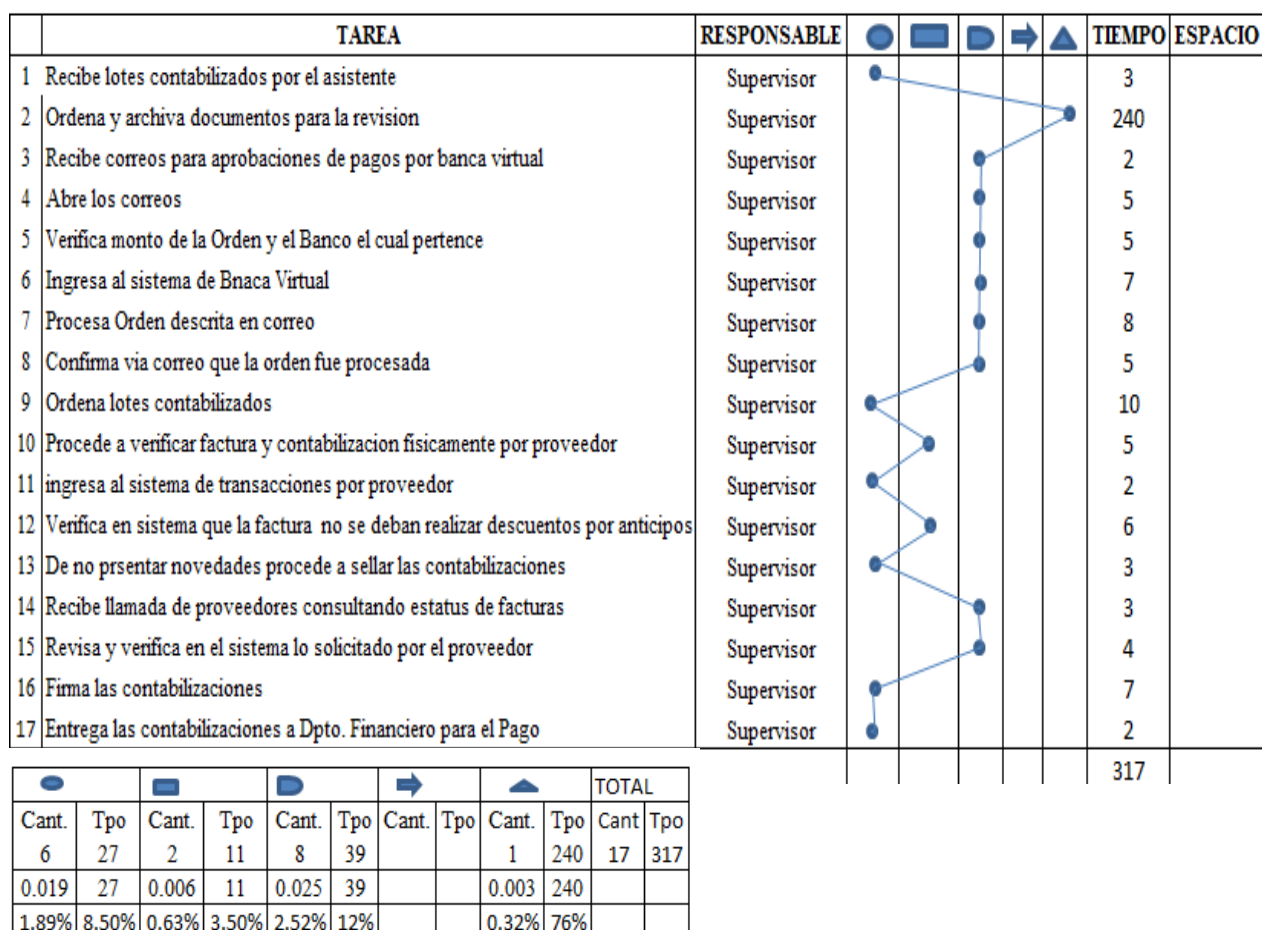 TAREA RESPONSABLE TIEMPO ESPACIO
1 Recibe lotes contabilizados por el asistente Supervisor 3
2 Ordena y archiva documentos para la revision Supervisor 240
3 Recibe correos para aprobaciones de pagos por banca virtual Supervisor 2
4 Abre los correos Supervisor 5
5 Verifica monto de la Orden y el Banco el cual pertence Supervisor 5
6 Ingresa al sistema de Bnaca Virtual Supervisor 7
7 Procesa Orden descrita en correo Supervisor 8
8 Confirma via correo que la orden fue procesada Supervisor 5
9 Ordena lotes contabilizados Supervisor 10
10 Procede a verificar factura y contabilizacion físicamente por proveedor Supervisor 5
11 ingresa al sistema de transacciones por proveedor Supervisor 2
12 Verifica en sistema que la factura no se deban realizar descuentos por anticipos Supervisor 6
13 De no prsentar novedades procede a sellar las contabilizaciones Supervisor 3
14 Recibe llamada de proveedores consultando estatus de facturas Supervisor 3
15 Revisa y verifica en el sistema lo solicitado por el proveedor Supervisor 4
16 Firma las contabilizaciones Supervisor 7
17 Entrega las contabilizaciones a Dpto. Financiero para el Pago Supervisor 2
317
TOTAL
Cant. Tpo Cant. Tpo Cant. Tpo Cant. Tpo Cant. Tpo Cant Tpo
6 27 2 11 8 39 1 240 17 317
0.019 27 0.006 11 0.025 39 0.003 240
1.89% 8.50% 0.63% 3.50% 2.52% 12% 0.32% 76%